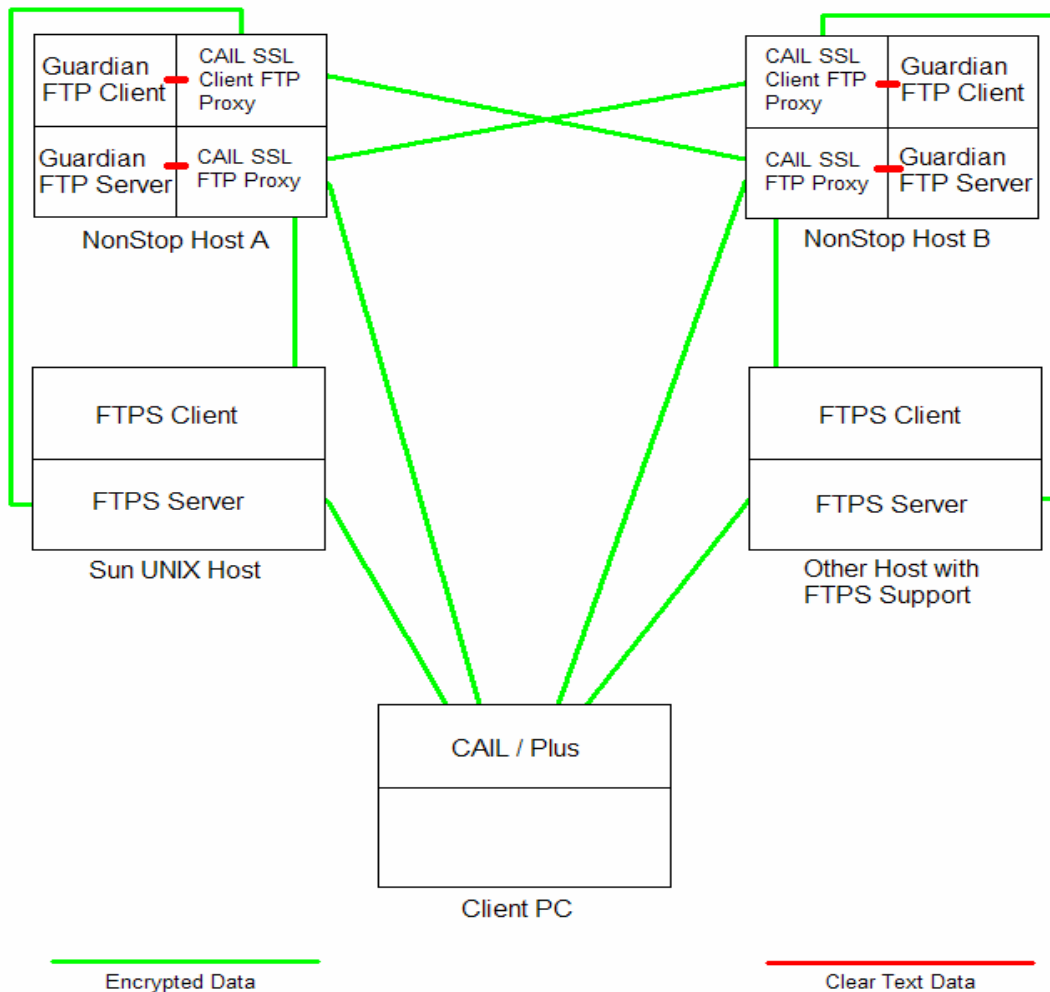 Guardian
FTP Client
CAIL SSL
Client FTP
Proxy
Guardian
FTP Server
CAIL SSL
FTP Proxy
NonStop Host A
CAIL SSL
Client FTP
Proxy
Guardian
FTP Client
CAIL SSL
FTP Proxy
Guardian
FTP Server
NonStop Host B
FTPS Client
FTPS Server
Sun UNIX Host
FTPS Client
FTPS Server
Other Host with
FTPS Support
CAIL / Plus
Client PC
Encrypted Data
Clear Text Data